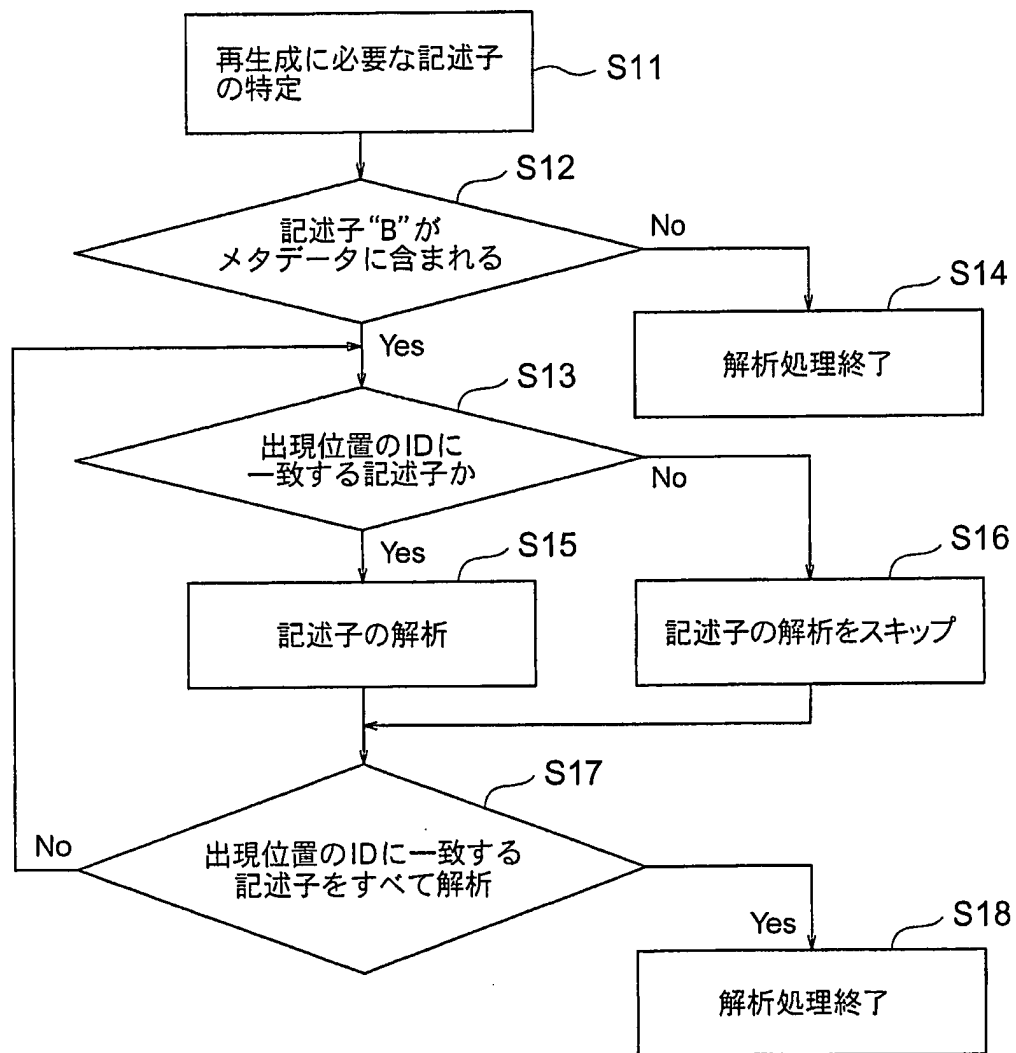 再生成に必要な記述子
の特定
S11
S12
記述子“B”が
メタデータに含まれる
No
S14
Yes
解析処理終了
S13
出現位置のIDに
一致する記述子か
No
Yes
S15
S16
記述子の解析
記述子の解析をスキップ
S17
No
出現位置のIDに一致する
記述子をすべて解析
Yes
S18
解析処理終了